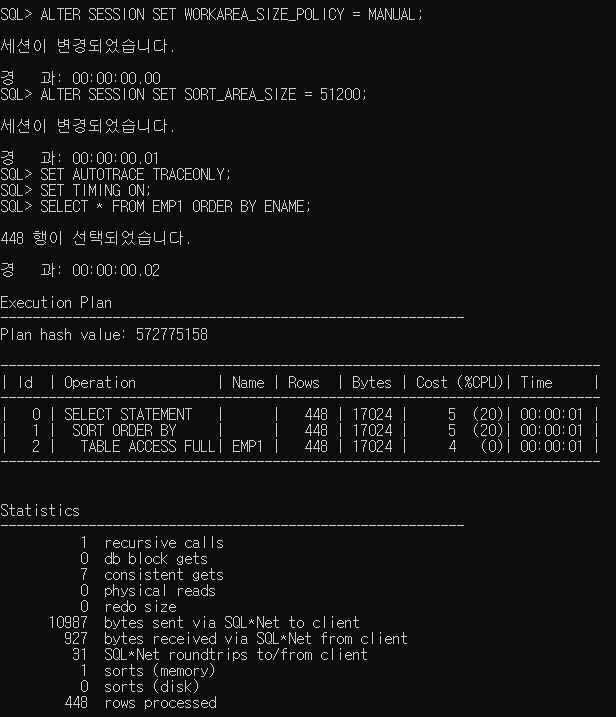 SQL> ALTER SESSION SET WORKAREA_SIZE_POLICY = MANUAL;
세션이 변경되었습니다.
경   과: 00:00:00.00
SQL> ALTER SESSION SET SORT_AREA_SIZE = 51200;
세션이 변경되었습니다.
경   과: 00:00:00.01
SQL> SET AUTOTRACE TRACEONLY;
SQL> SET TIMING ON;
SQL> SELECT * FROM EMP1 ORDER BY ENAME;
448 행이 선택되었습니다.
경   과: 00:00:00.02
Execution Plan
----------------------------------------------------------
Plan hash value: 572775158
---------------------------------------------------------------------------
| Id  | Operation          | Name | Rows  | Bytes | Cost (%CPU)| Time     |
---------------------------------------------------------------------------
|   0 | SELECT STATEMENT   |      |   448 | 17024 |     5  (20)| 00:00:01 |
|   1 |  SORT ORDER BY     |      |   448 | 17024 |     5  (20)| 00:00:01 |
|   2 |   TABLE ACCESS FULL| EMP1 |   448 | 17024 |     4   (0)| 00:00:01 |
---------------------------------------------------------------------------
Statistics
----------------------------------------------------------
          1  recursive calls
          0  db block gets
          7  consistent gets
          0  physical reads
          0  redo size
      10987  bytes sent via SQL*Net to client
        927  bytes received via SQL*Net from client
         31  SQL*Net roundtrips to/from client
          1  sorts (memory)
          0  sorts (disk)
        448  rows processed